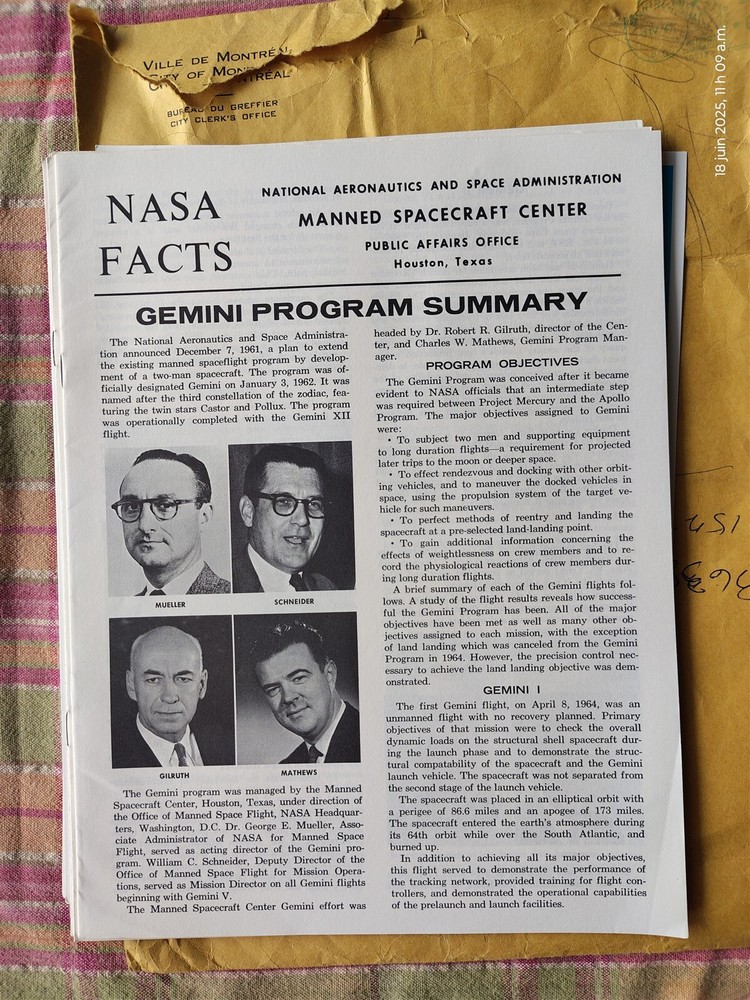 VILLE DE MONTRÉAL
CITY OF MONTRÉAL
BUREAU DU GREFFIER
CITY CLERK'S OFFICE
18 juin 2025, 11 h 09 a.m.
NASA
FACTS
NATIONAL AERONAUTICS AND SPACE ADMINISTRATION
MANNED SPACECRAFT CENTER
PUBLIC AFFAIRS OFFICE
Houston, Texas
GEMINI PROGRAM SUMMARY
The National Aeronautics and Space Administra-
tion announced December 7, 1961, a plan to extend
the existing manned spaceflight program by develop-
ment of a two-man spacecraft. The program was of-
ficially designated Gemini on January 3, 1962. It was
named after the third constellation of the zodiac, fea-
turing the twin stars Castor and Pollux. The program
was operationally completed with the Gemini XII
flight.
MUELLER
SCHNEIDER
GILRUTH
MATHEWS
The Gemini program was managed by the Manned
Spacecraft Center, Houston, Texas, under direction of
the Office of Manned Space Flight, NASA Headquar-
ters, Washington, D.C. Dr. George E. Mueller, Asso-
ciate Administrator of NASA for Manned Space
Flight, served as acting director of the Gemini pro-
gram. William C. Schneider, Deputy Director of the
Office of Manned Space Flight for Mission Opera-
tions, served as Mission Director on all Gemini flights
beginning with Gemini V.
The Manned Spacecraft Center Gemini effort was
headed by Dr. Robert R. Gilruth, director of the Cen-
ter, and Charles W. Mathews, Gemini Program Man-
ager.
PROGRAM OBJECTIVES
The Gemini Program was conceived after it became
evident to NASA officials that an intermediate step
was required between Project Mercury and the Apollo
Program. The major objectives assigned to Gemini
were:
• To subject two men and supporting equipment
to long duration flights—a requirement for projected
later trips to the moon or deeper space.
• To effect rendezvous and docking with other orbit-
ing vehicles, and to maneuver the docked vehicles in
space, using the propulsion system of the target ve-
hicle for such maneuvers.
• To perfect methods of reentry and landing the
spacecraft at a pre-selected land-landing point.
• To gain additional information concerning the
effects of weightlessness on crew members and to re-
cord the physiological reactions of crew members dur-
ing long duration flights.
A brief summary of each of the Gemini flights fol-
lows. A study of the flight results reveals how success-
ful the Gemini Program has been. All of the major
objectives have been met as well as many other ob-
jectives assigned to each mission, with the exception
of land landing which was canceled from the Gemini
Program in 1964. However, the precision control nec-
essary to achieve the land landing objective was dem-
onstrated.
GEMINI I
The first Gemini flight, on April 8, 1964, was an
unmanned flight with no recovery planned. Primary
objectives of that mission were to check the overall
dynamic loads on the structural shell spacecraft dur-
ing the launch phase and to demonstrate the struc-
tural compatability of the spacecraft and the Gemini
launch vehicle. The spacecraft was not separated from
the second stage of the launch vehicle.
The spacecraft was placed in an elliptical orbit with
a perigee of 86.6 miles and an apogee of 173 miles.
The spacecraft entered the earth's atmosphere during
its 64th orbit while over the South Atlantic, and
burned up.
In addition to achieving all its major objectives,
this flight served to demonstrate the performance of
the tracking network, provided training for flight con-
trollers, and demonstrated the operational capabilities
of the prelaunch and launch facilities.